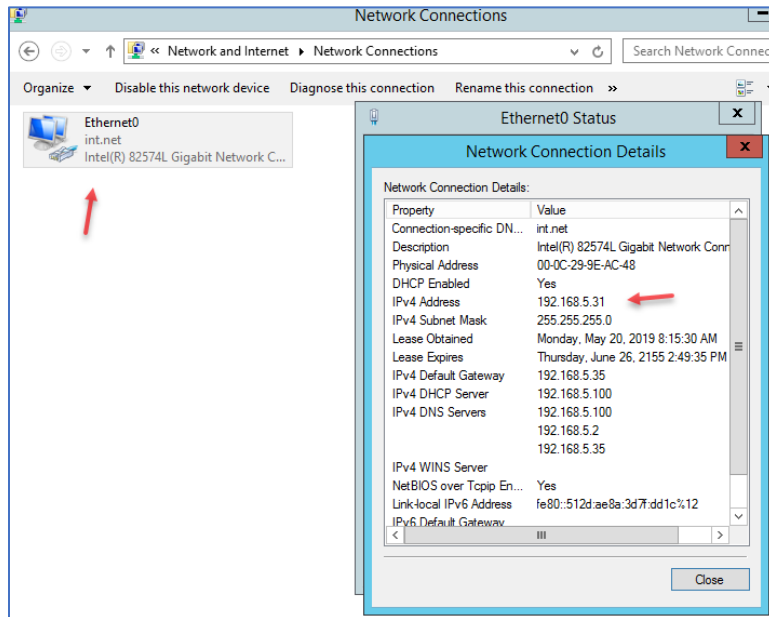 Network Connections
« Network and Internet ▸ Network Connections
Search Network Connec
Organize Disable this network device Diagnose this connection Rename this connection »
Ethernet0
int.net
Intel(R) 82574L Gigabit Network C...
Ethernet0 Status
x
Network Connection Details
x
Network Connection Details:
Property Value
Connection-specific DN... int.net
Description Intel(R) 82574L Gigabit Network Conn
Physical Address 00-0C-29-9E-AC-48
DHCP Enabled Yes
IPv4 Address 192.168.5.31
IPv4 Subnet Mask 255.255.255.0
Lease Obtained Monday, May 20, 2019 8:15:30 AM
Lease Expires Thursday, June 26, 2155 2:49:35 PM
IPv4 Default Gateway 192.168.5.35
IPv4 DHCP Server 192.168.5.100
IPv4 DNS Servers 192.168.5.100
192.168.5.2
192.168.5.35
IPv4 WINS Server
NetBIOS over Tcpip En... Yes
Link-local IPv6 Address fe80::512d:ae8a:3d7f:dd1c%12
IPv6 Default Gateway
Close